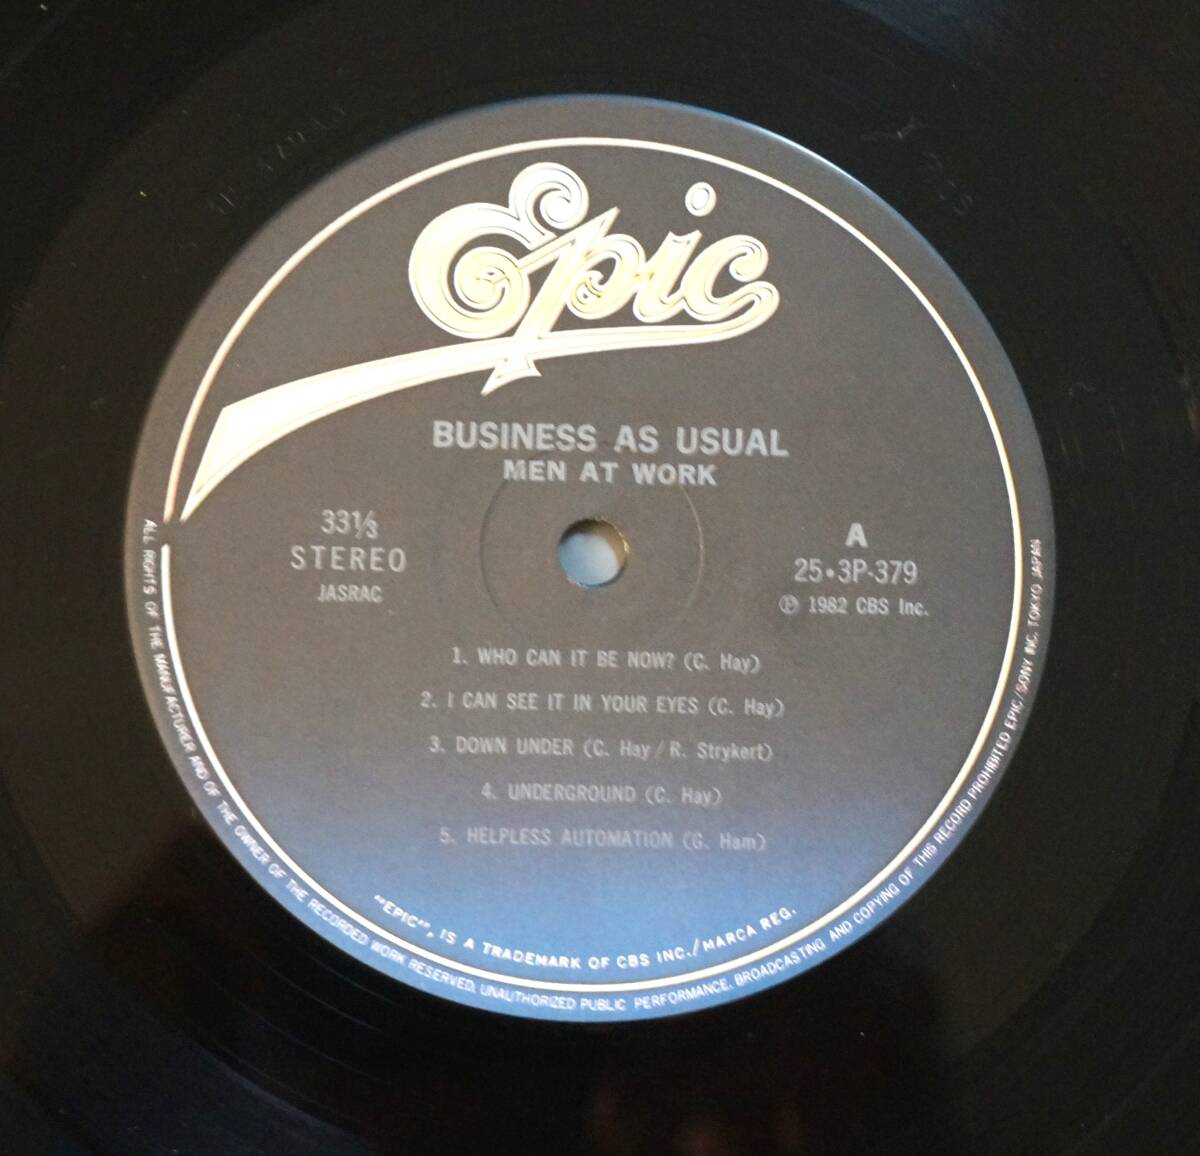 Epic
BUSINESS AS USUAL
MEN AT WORK
33⅓
STEREO
JASRAC
A
25•3P-379
Ⓟ 1982 CBS Inc.
1. WHO CAN IT BE NOW? (C. Hay)
2. I CAN SEE IT IN YOUR EYES (C. Hay)
3. DOWN UNDER (C. Hay / R. Strykert)
4. UNDERGROUND (C. Hay)
5. HELPLESS AUTOMATION (G. Ham)
"EPIC", IS A TRADEMARK OF CBS INC./MARCA REG.
ALL RIGHTS OF THE MANUFACTURER AND OF THE OWNER OF THE RECORDED WORK RESERVED. UNAUTHORIZED PUBLIC PERFORMANCE, BROADCASTING AND COPYING OF THIS RECORD PROHIBITED EPIC/SONY INC. TOKYO JAPAN